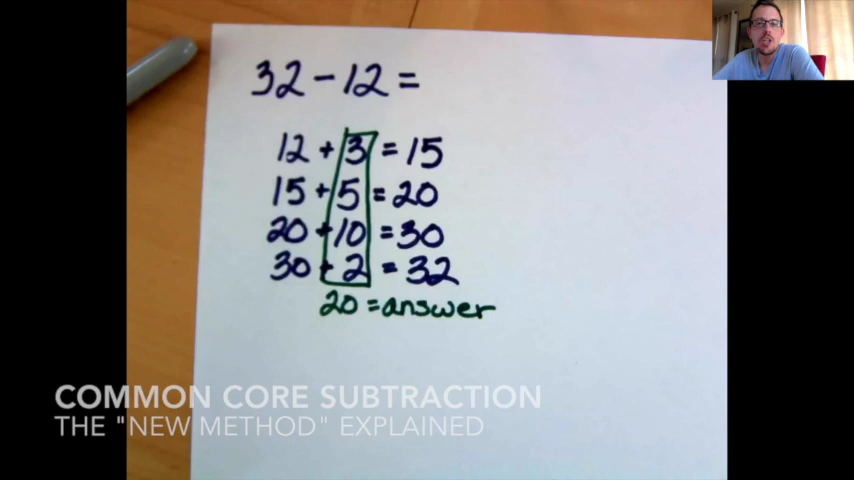 32 - 12 =
12 + 3 = 15
15 + 5 = 20
20 + 10 = 30
30 + 2 = 32
20 = answer
COMMON CORE SUBTRACTION
THE "NEW METHOD" EXPLAINED